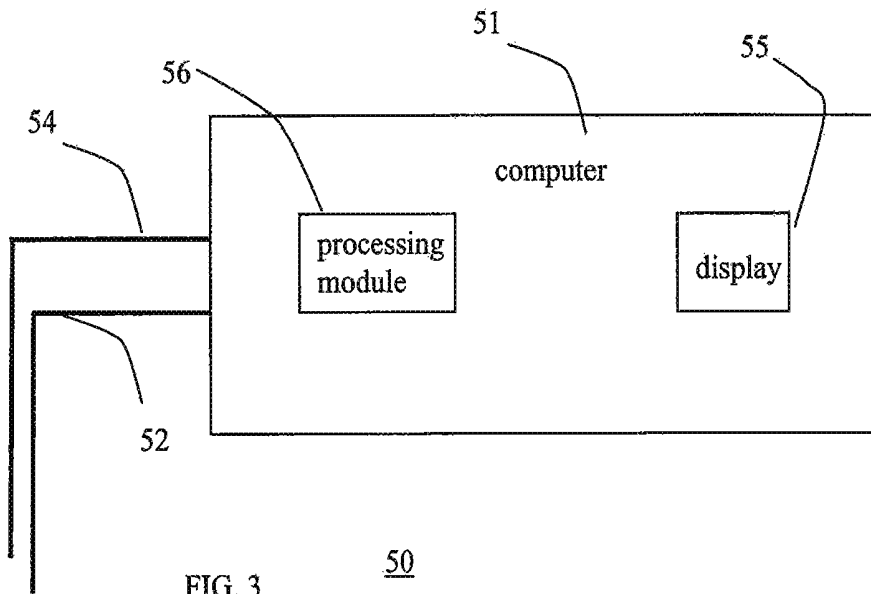 51
55
56
54
computer
processing
module
display
52
50
FIG. 3